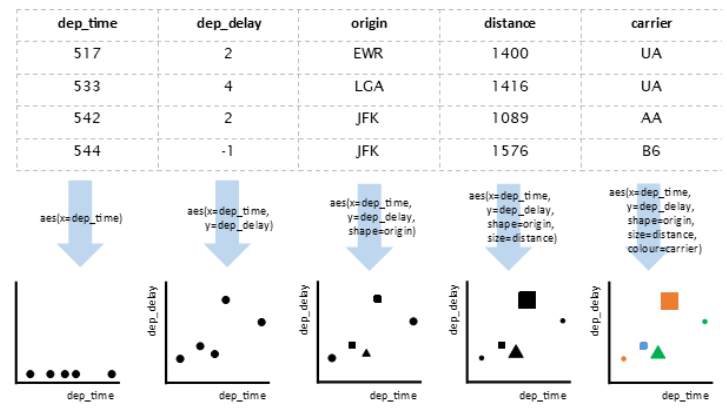 dep_time dep_delay origin distance carrier
517 2 EWR 1400 UA
533 4 LGA 1416 UA
542 2 JFK 1089 AA
544 -1 JFK 1576 B6
aes(x=dep_time)
aes(x=dep_time,
y=dep_delay)
aes(x=dep_time,
y=dep_delay,
shape=origin)
aes(x=dep_time,
y=dep_delay,
shape=origin,
size=distance)
aes(x=dep_time,
y=dep_delay,
shape=origin,
size=distance,
colour=carrier)
dep_delay
dep_delay
dep_delay
dep_delay
dep_time
dep_time
dep_time
dep_time
dep_time